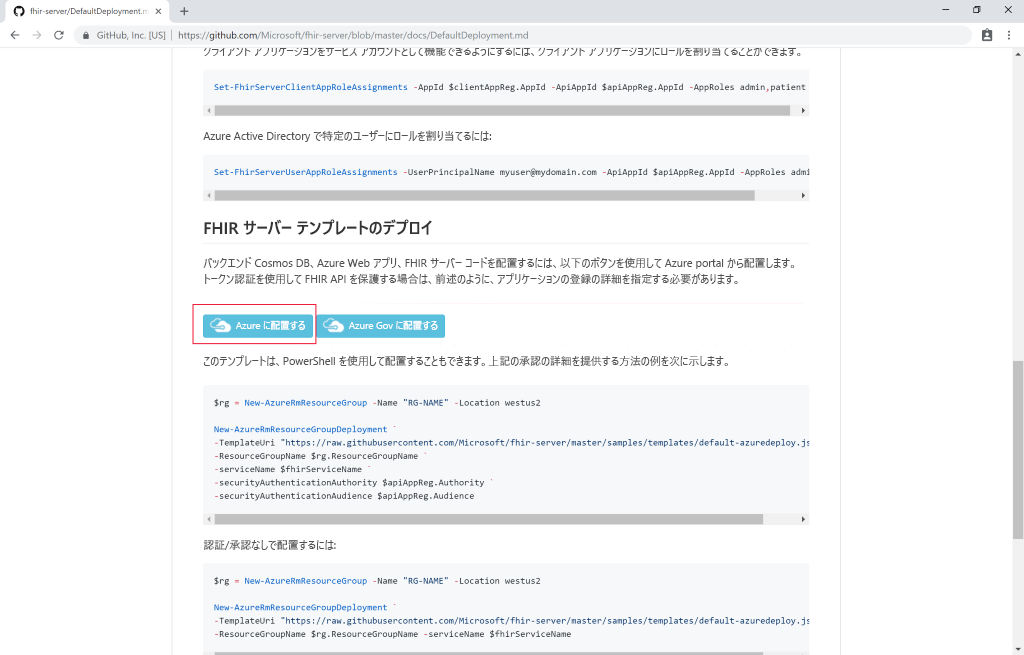 fhir-server/DefaultDeployment.m
GitHub, Inc. [US] | https://github.com/Microsoft/fhir-server/blob/master/docs/DefaultDeployment.md
クライアント アプリケーションをサービス アカウントとして機能できるようにするには、クライアント アプリケーションにロールを割り当てることができます。
Set-FhirServerClientAppRoleAssignments -AppId $clientAppReg.AppId -ApiAppId $apiAppReg.AppId -AppRoles admin,patient
Azure Active Directory で特定のユーザーにロールを割り当てるには:
Set-FhirServerUserAppRoleAssignments -UserPrincipalName myuser@mydomain.com -ApiAppId $apiAppReg.AppId -AppRoles admi
FHIR サーバー テンプレートのデプロイ
バックエンド Cosmos DB、Azure Web アプリ、FHIR サーバー コードを配置するには、以下のボタンを使用して Azure portal から配置します。
トークン認証を使用して FHIR API を保護する場合は、前述のように、アプリケーションの登録の詳細を指定する必要があります。
Azure に配置する Azure Gov に配置する
このテンプレートは、PowerShell を使用して配置することもできます。上記の承認の詳細を提供する方法の例を次に示します。
$rg = New-AzureRmResourceGroup -Name "RG-NAME" -Location westus2
New-AzureRmResourceGroupDeployment `
-TemplateUri "https://raw.githubusercontent.com/Microsoft/fhir-server/master/samples/templates/default-azuredeploy.js
-ResourceGroupName $rg.ResourceGroupName `
-serviceName $fhirServiceName `
-securityAuthenticationAuthority $apiAppReg.Authority `
-securityAuthenticationAudience $apiAppReg.Audience
認証/承認なしで配置するには:
$rg = New-AzureRmResourceGroup -Name "RG-NAME" -Location westus2
New-AzureRmResourceGroupDeployment `
-TemplateUri "https://raw.githubusercontent.com/Microsoft/fhir-server/master/samples/templates/default-azuredeploy.js
-ResourceGroupName $rg.ResourceGroupName -serviceName $fhirServiceName